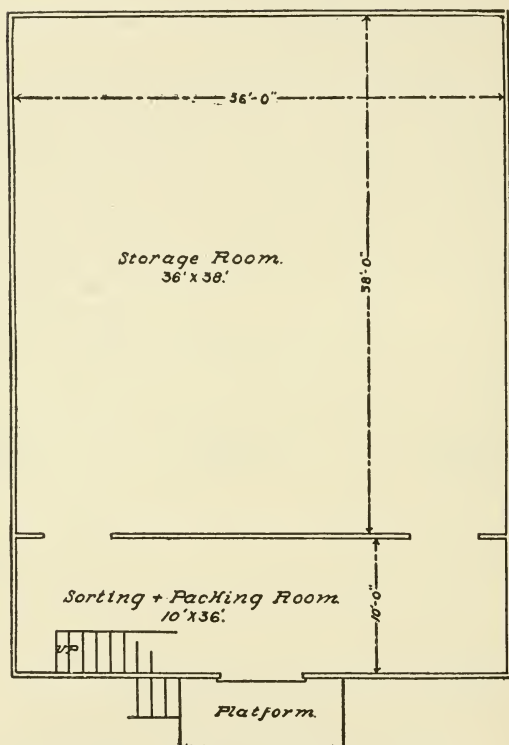 36'-0"
Storage Room.
36' X 38'.
38'-0"
Sorting + Packing Room.
10' X 36'.
10'-0"
UP
Platform.